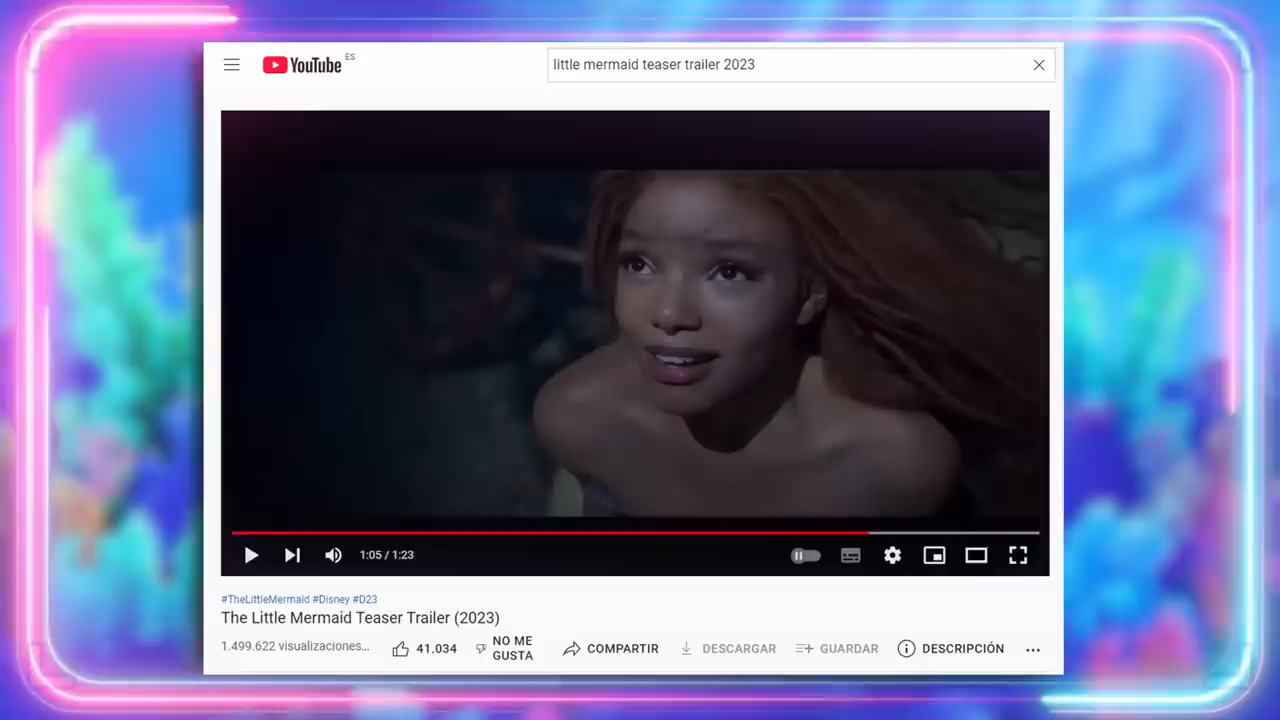 YouTube ES
little mermaid teaser trailer 2023
1:05 / 1:23
#TheLittleMermaid #Disney #D23
The Little Mermaid Teaser Trailer (2023)
1.499.622 visualizaciones...
41.034
NO ME
GUSTA
COMPARTIR
DESCARGAR
GUARDAR
DESCRIPCIÓN